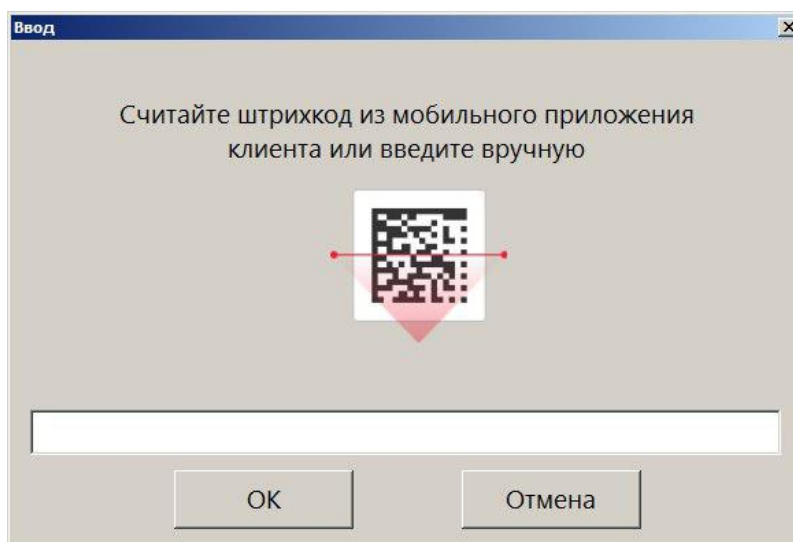 Ввод
Считайте штрихкод из мобильного приложения
клиента или введите вручную
OK
Отмена